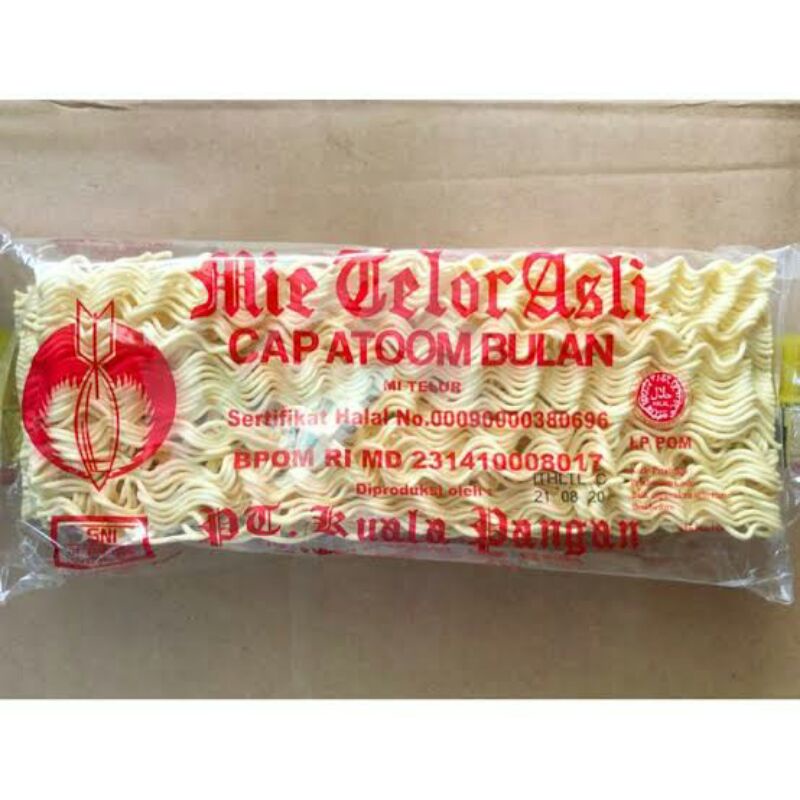 Mie Telor Asli
CAP ATOOM BULAN
MI TELUR
Sertifikat Halal No.00090000380696
BPOM RI MD 231410008017
Diproduksi oleh :
PT. Kuala Pangan
21 08 20
LP POM
SNI